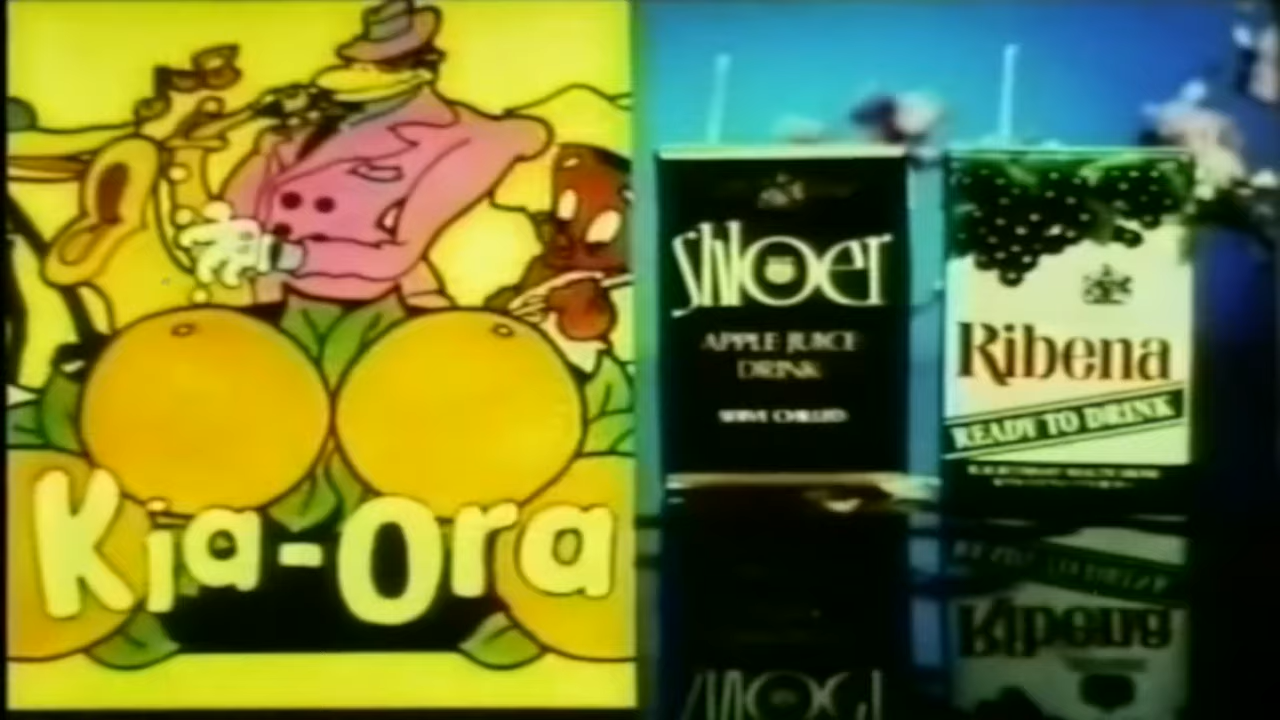 Kia-Ora
Shloer
APPLE JUICE
DRINK
SERVE CHILLED
Ribena
READY TO DRINK